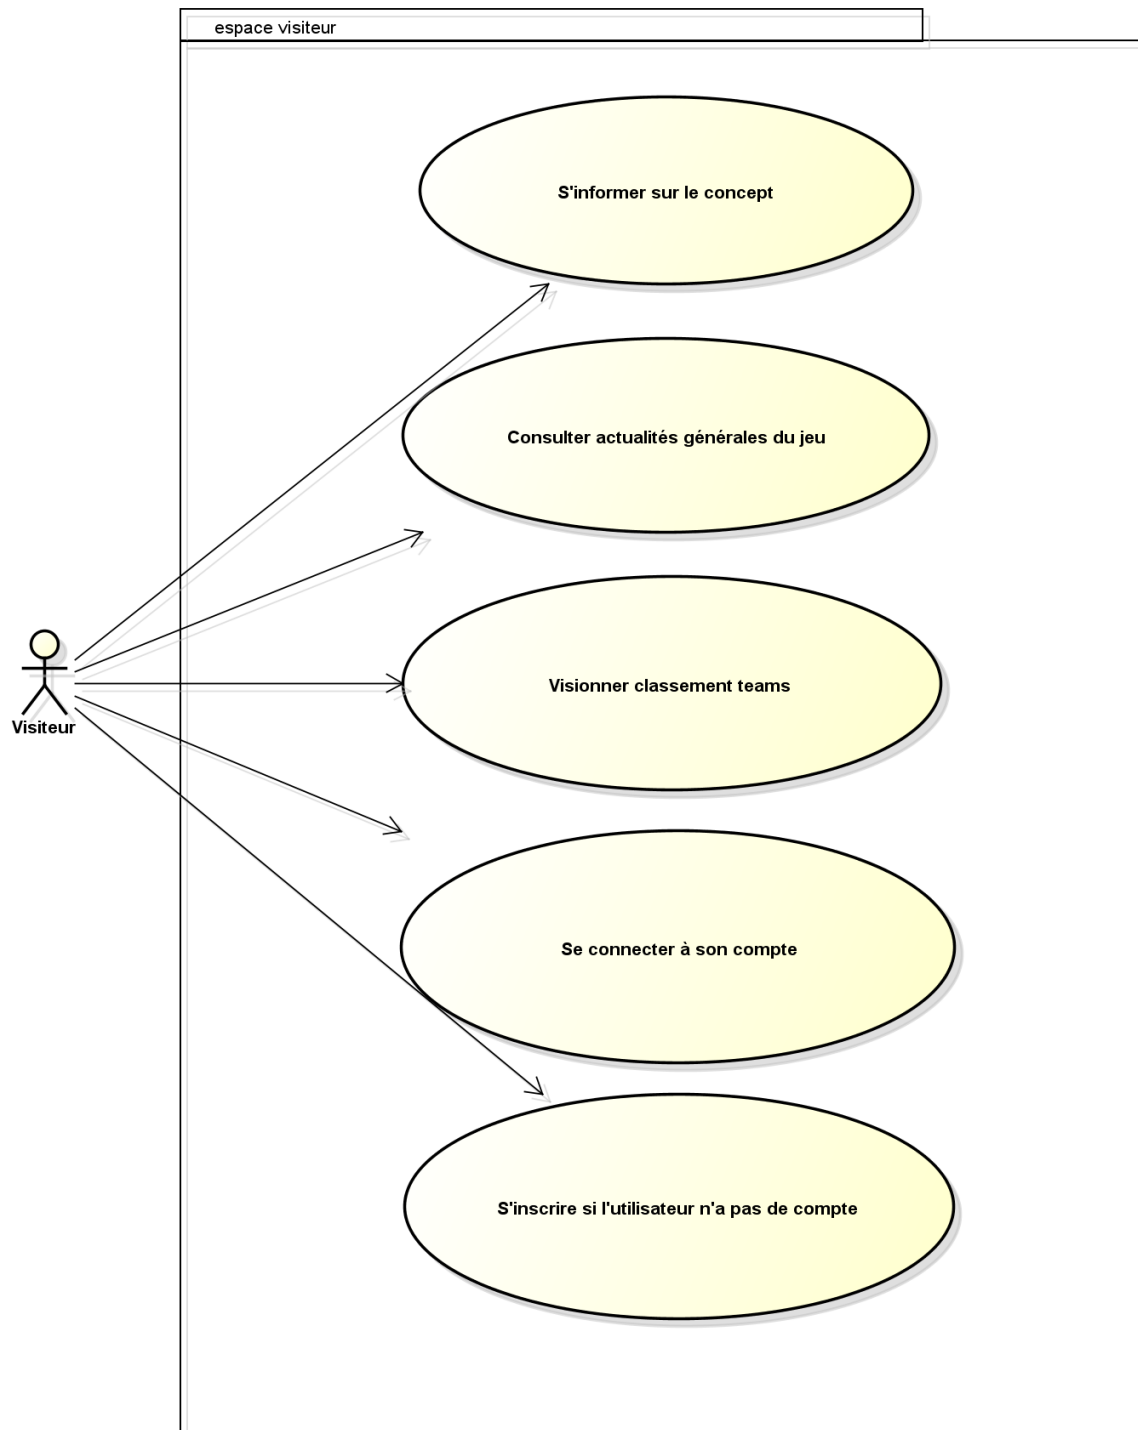 espace visiteur
S'informer sur le concept
Consulter actualités générales du jeu
Visionner classement teams
Visiteur
Se connecter à son compte
S'inscrire si l'utilisateur n'a pas de compte